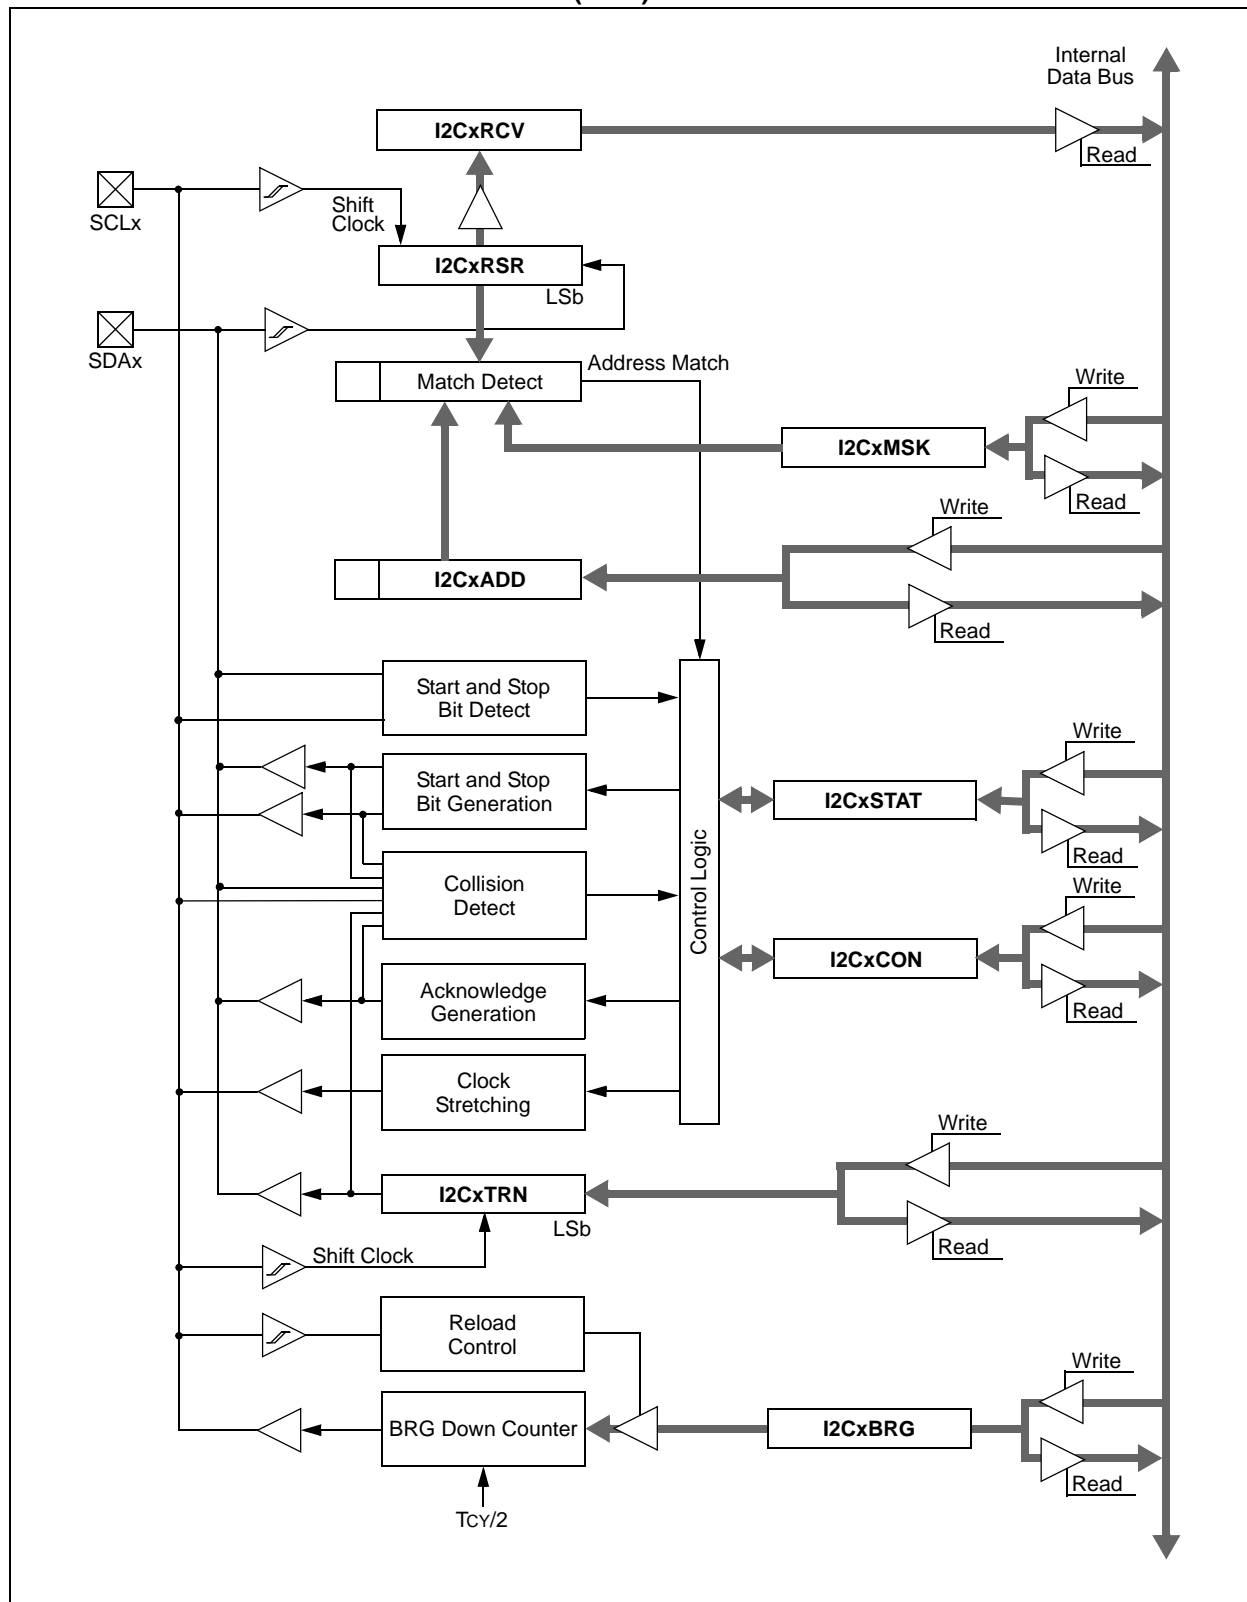 Internal
Data Bus
I2CxRCV
Read
SCLx
Shift
Clock
I2CxRSR
LSb
SDAx
Address Match
Match Detect
Write
I2CxMSK
Read
Write
I2CxADD
Read
Start and Stop
Bit Detect
Write
Start and Stop
Bit Generation
I2CxSTAT
Read
Control Logic
Collision
Detect
Write
I2CxCON
Read
Acknowledge
Generation
Clock
Stretching
Write
I2CxTRN
LSb
Read
Shift Clock
Reload
Control
Write
BRG Down Counter
I2CxBRG
Read
TCY/2